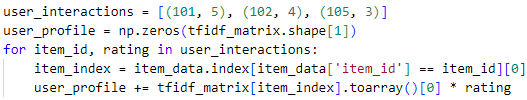 user_interactions = [(101, 5), (102, 4), (105, 3)]
user_profile = np.zeros(tfidf_matrix.shape[1])
for item_id, rating in user_interactions:
    item_index = item_data.index[item_data['item_id'] == item_id][0]
    user_profile += tfidf_matrix[item_index].toarray()[0] * rating